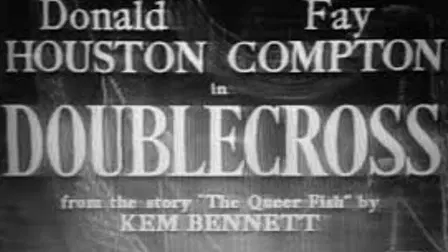 Donald Fay
HOUSTON COMPTON
in
DOUBLECROSS
from the story "The Queer Fish" by
KEM BENNETT